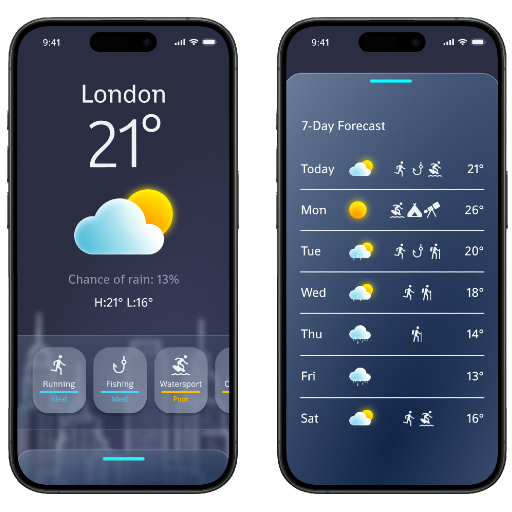 9:41
London
21°
Chance of rain: 13%
H:21° L:16°
Running
Ideal
Fishing
Ideal
Watersport
Poor
9:41
7-Day Forecast
Today 21°
Mon 26°
Tue 20°
Wed 18°
Thu 14°
Fri 13°
Sat 16°